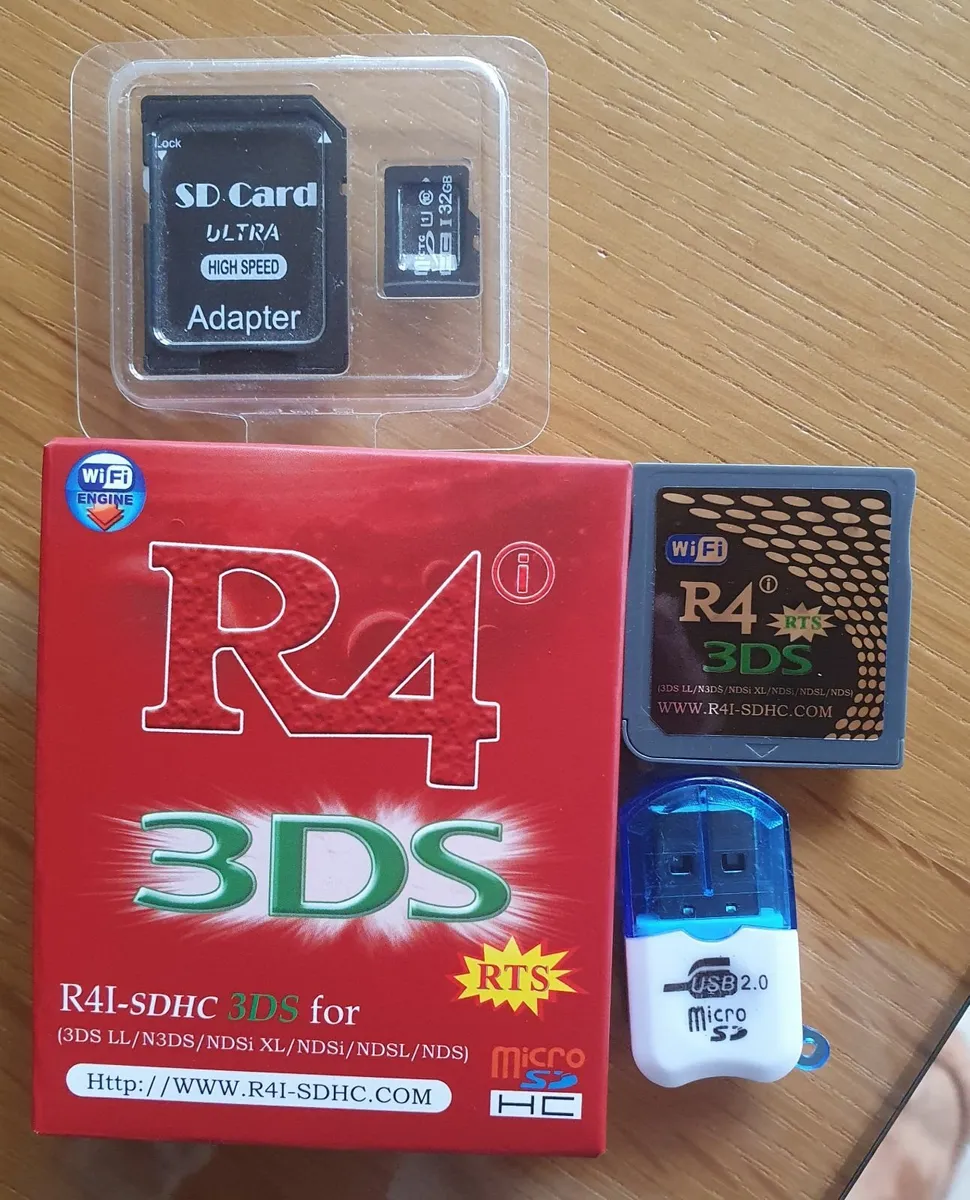 Lock
SD Card
ULTRA
HIGH SPEED
Adapter
32GB
1
10
I
WiFi
ENGINE
R4 i
3DS
RTS
R4I-SDHC 3DS for
(3DS LL/N3DS/NDSi XL/NDSi/NDSL/NDS)
Http://WWW.R4I-SDHC.COM
micro
SD
HC
WiFi
R4 i
RTS
3DS
(3DS LL/N3DS/NDSi XL/NDSi/NDSL/NDS)
WWW.R4I-SDHC.COM
USB 2.0
Micro
SD